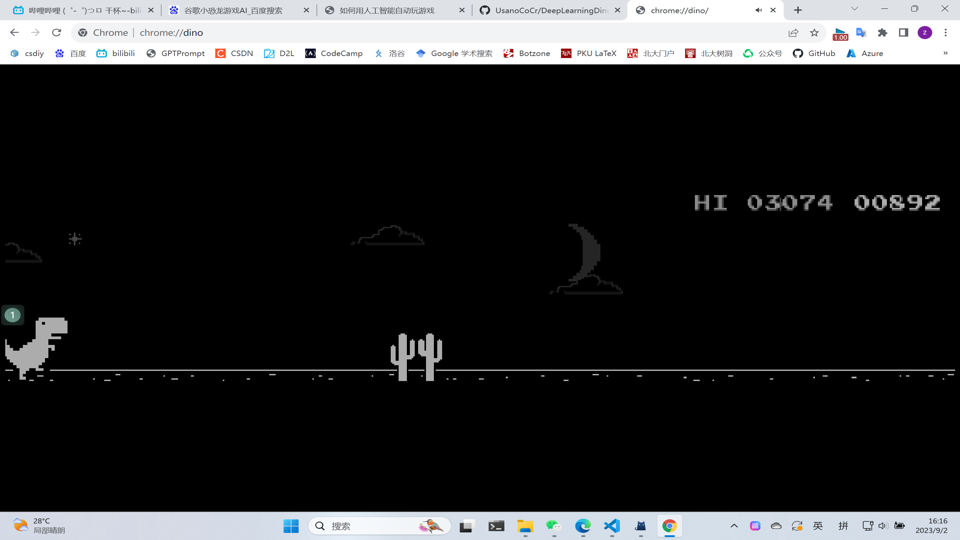 哔哩哔哩 (゜-゜)つロ 干杯~-bili
谷歌小恐龙游戏AI_百度搜索
如何用人工智能自动玩游戏
UsanoCoCr/DeepLearningDino
chrome://dino/
Chrome | chrome://dino
1.00
z
csdiy
百度
bilibili
GPTPrompt
CSDN
D2L
CodeCamp
洛谷
Google 学术搜索
Botzone
PKU LaTeX
北大门户
北大树洞
公众号
GitHub
Azure
»
HI 03074 00892
1
28°C
局部晴朗
搜索
英
拼
16:16
2023/9/2